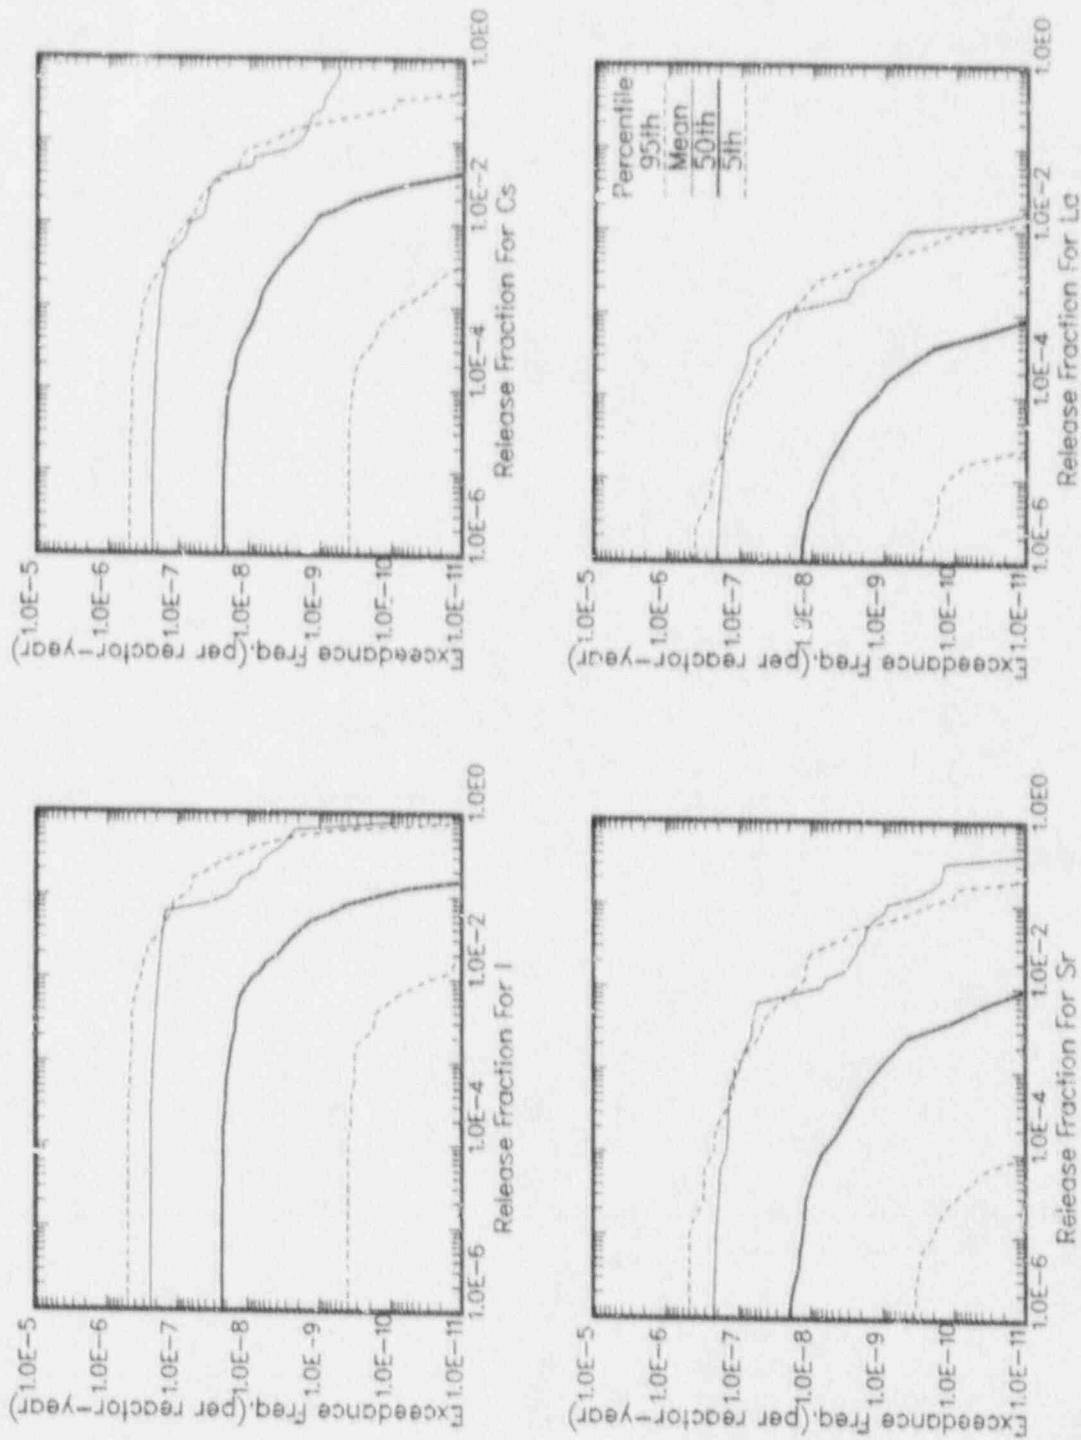 1.0E-5
1.0E-6
1.0E-7
1.0E-8
1.0E-9
1.0E-10
1.0E-11
Exceedance Freq.(per reactor-year)
1.0E-6
1.0E-4
1.0E-2
1.0E0
Release Fraction For I
1.0E-5
1.0E-6
1.0E-7
1.0E-8
1.0E-9
1.0E-10
1.0E-11
Exceedance Freq.(per reactor-year)
1.0E-6
1.0E-4
1.0E-2
1.0E0
Release Fraction For Cs
1.0E-5
1.0E-6
1.0E-7
1.0E-8
1.0E-9
1.0E-10
1.0E-11
Exceedance Freq.(per reactor-year)
1.0E-6
1.0E-4
1.0E-2
1.0E0
Release Fraction For Sr
1.0E-5
1.0E-6
1.0E-7
1.0E-8
1.0E-9
1.0E-10
1.0E-11
Exceedance Freq.(per reactor-year)
Percentile
95th
Mean
50th
5th
1.0E-6
1.0E-4
1.0E-2
1.0E0
Release Fraction For La